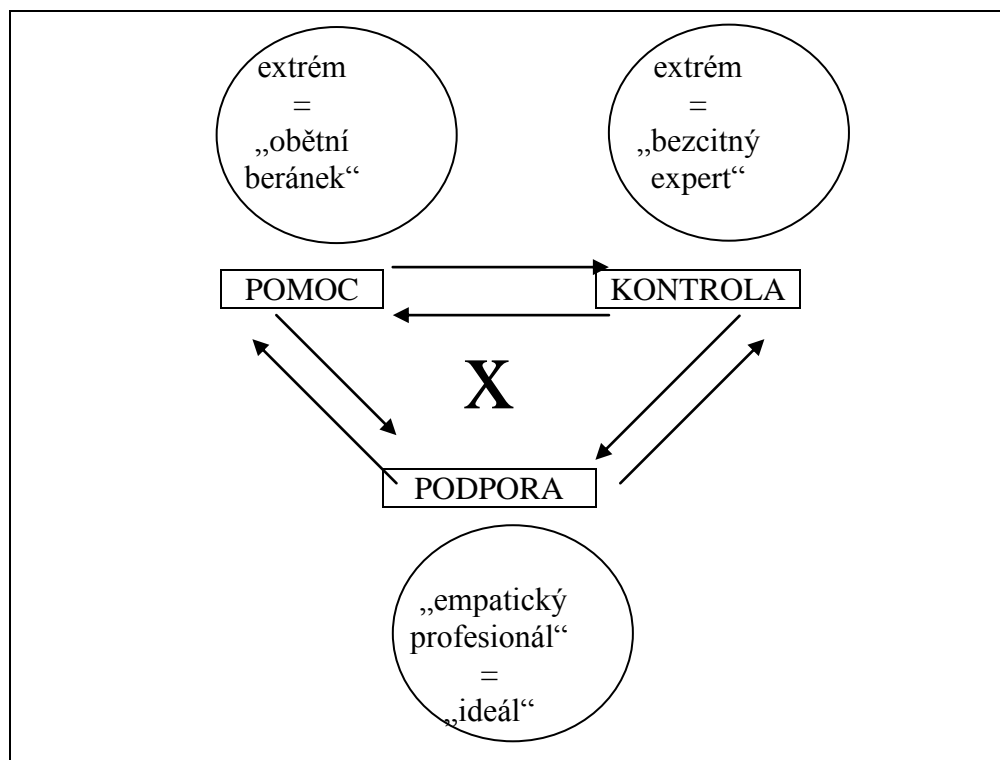 extrém
=
„obětní
beránek“
extrém
=
„bezcitný
expert“
POMOC
KONTROLA
X
PODPORA
„empatický
profesionál“
=
„ideál“